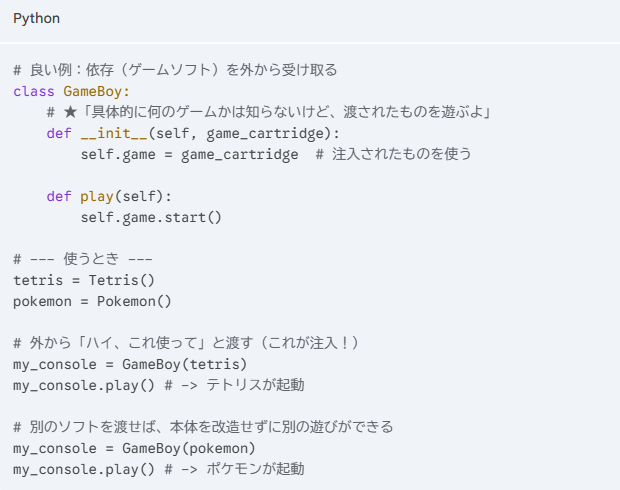 Python
# 良い例：依存（ゲームソフト）を外から受け取る
class GameBoy:
    # ★「具体的に何のゲームかは知らないけど、渡されたものを遊ぶよ」
    def __init__(self, game_cartridge):
        self.game = game_cartridge  # 注入されたものを使う

    def play(self):
        self.game.start()

# --- 使うとき ---
tetris = Tetris()
pokemon = Pokemon()

# 外から「ハイ、これ使って」と渡す（これが注入！）
my_console = GameBoy(tetris)
my_console.play() # -> テトリスが起動

# 別のソフトを渡せば、本体を改造せずに別の遊びができる
my_console = GameBoy(pokemon)
my_console.play() # -> ポケモンが起動